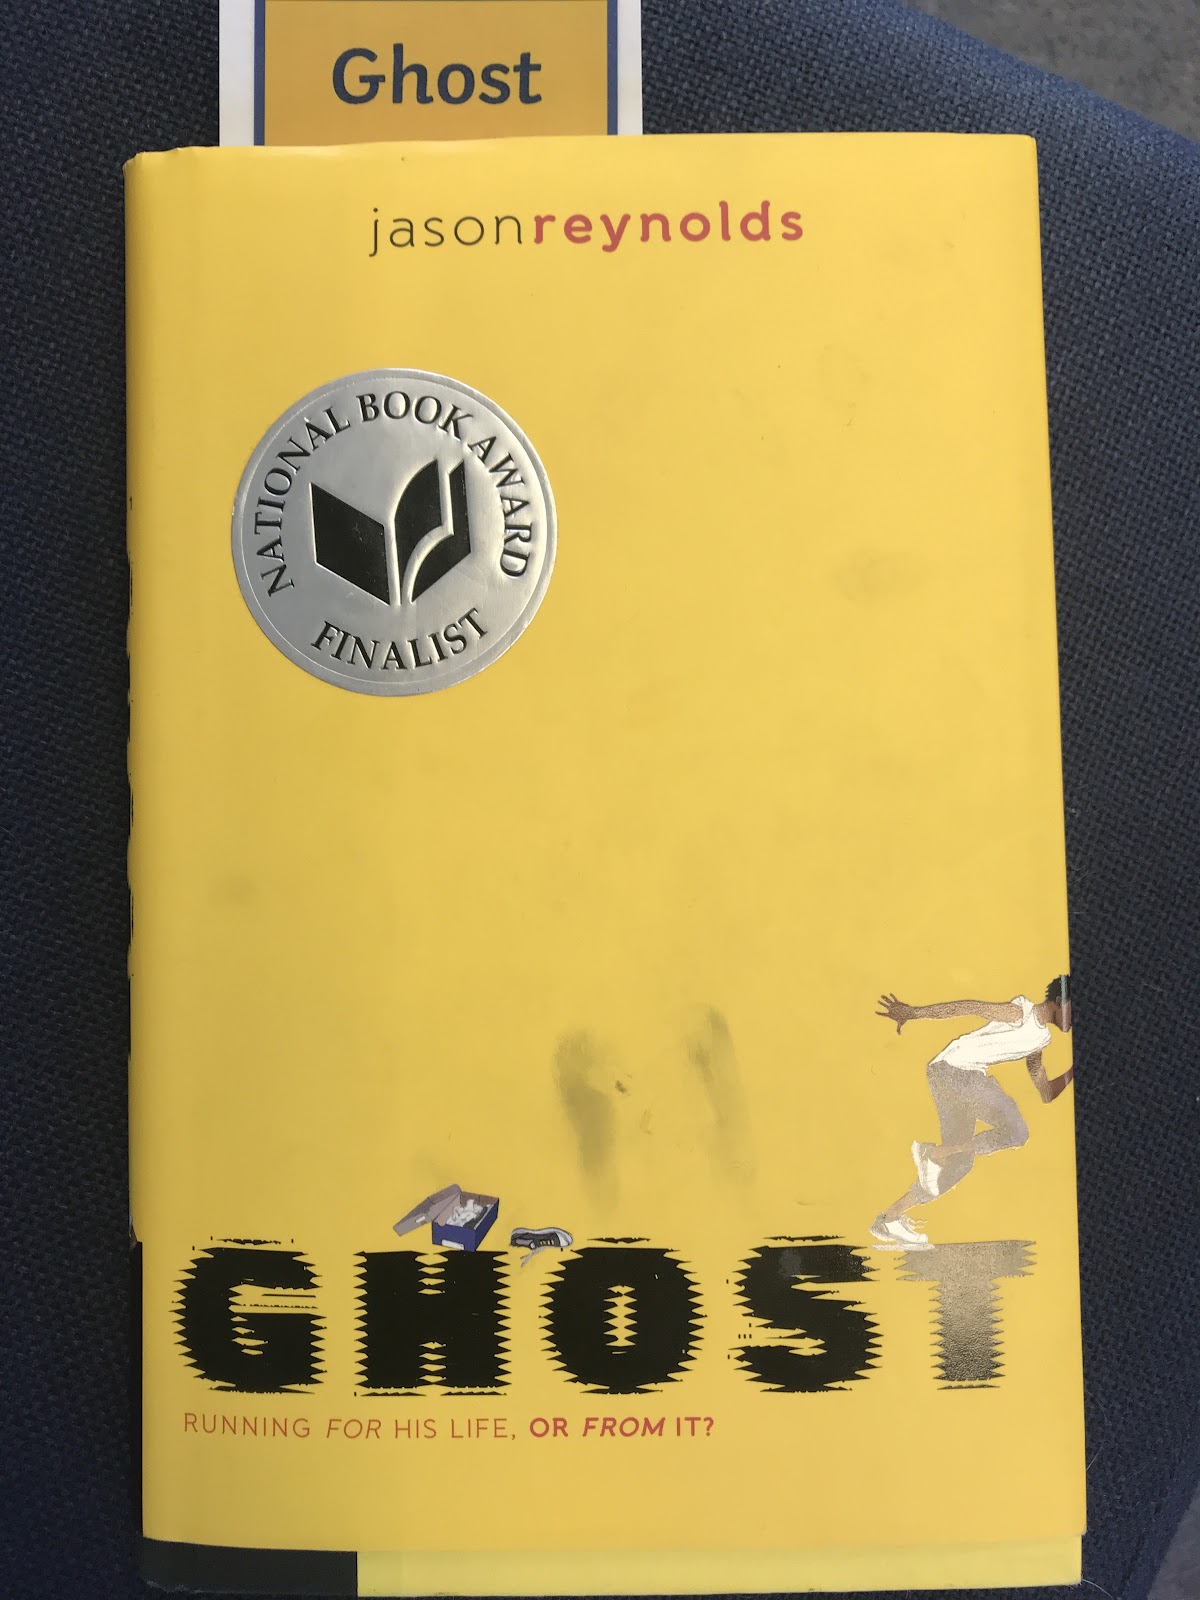 Ghost
jasonreynolds
NATIONAL BOOK AWARD
FINALIST
GHOST
RUNNING FOR HIS LIFE, OR FROM IT?